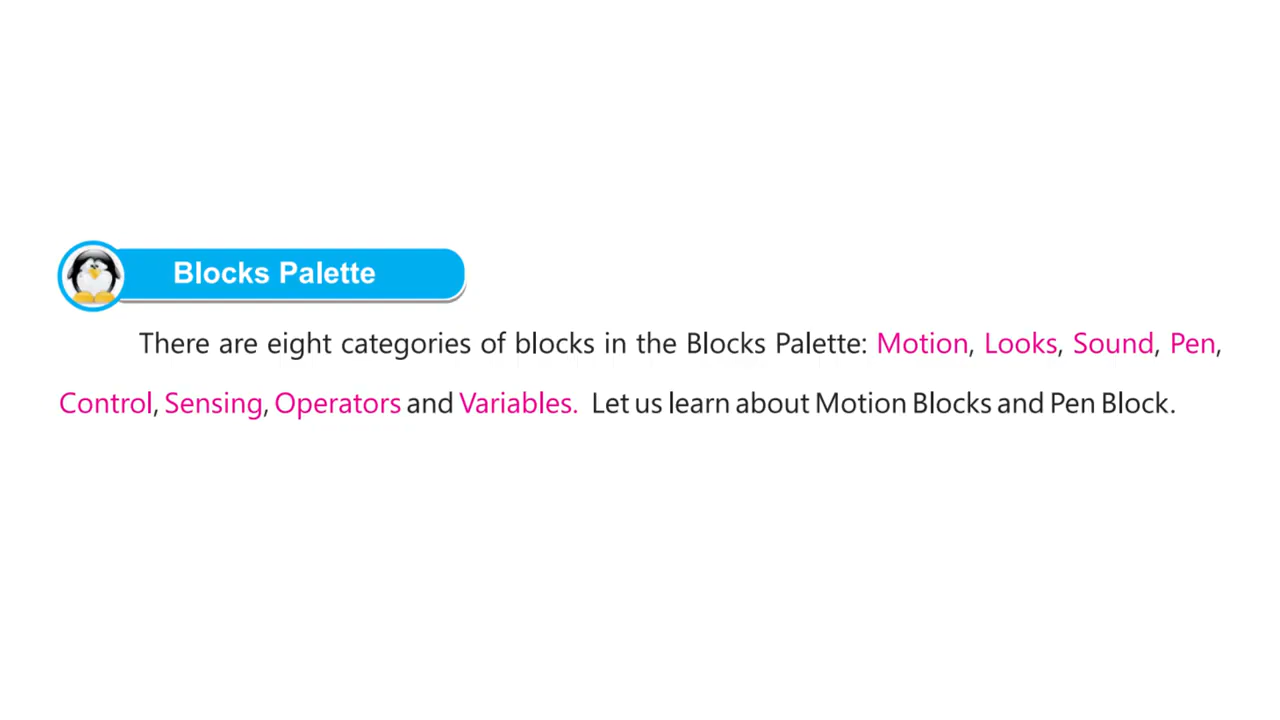 Blocks Palette
There are eight categories of blocks in the Blocks Palette: Motion, Looks, Sound, Pen,
Control, Sensing, Operators and Variables. Let us learn about Motion Blocks and Pen Block.